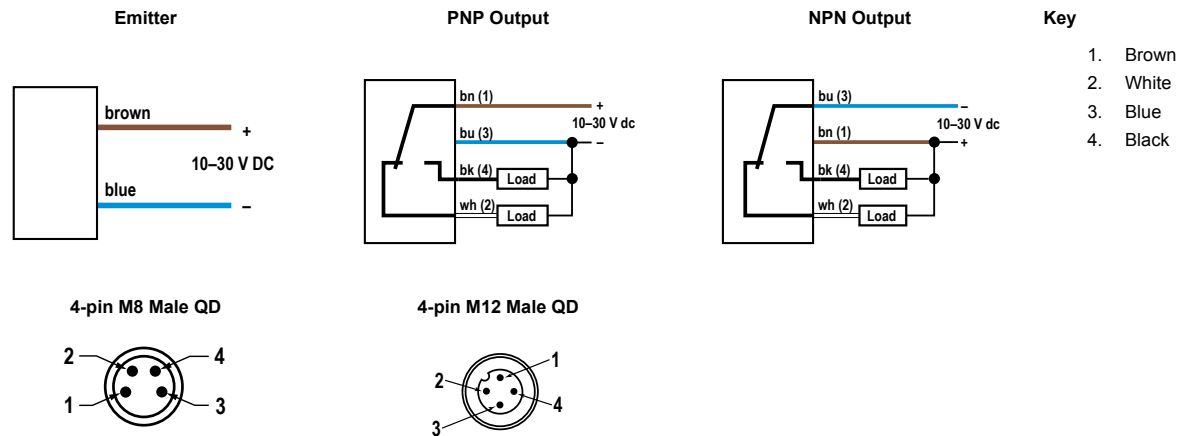 Emitter
brown
+
10–30 V DC
blue
–
PNP Output
bn (1)
+
10–30 V dc
bu (3)
–
bk (4)
Load
wh (2)
Load
NPN Output
bu (3)
–
10–30 V dc
bn (1)
+
bk (4)
Load
wh (2)
Load
Key
1. Brown
2. White
3. Blue
4. Black
4-pin M8 Male QD
2
4
1
3
4-pin M12 Male QD
1
2
4
3